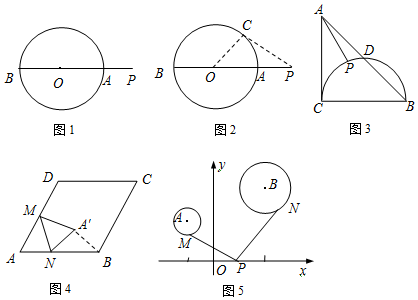 B O A P
图1
B O A P C
图2
A D P C B
图3
D C M A' A N B
图4
y B A N M O P x
图5